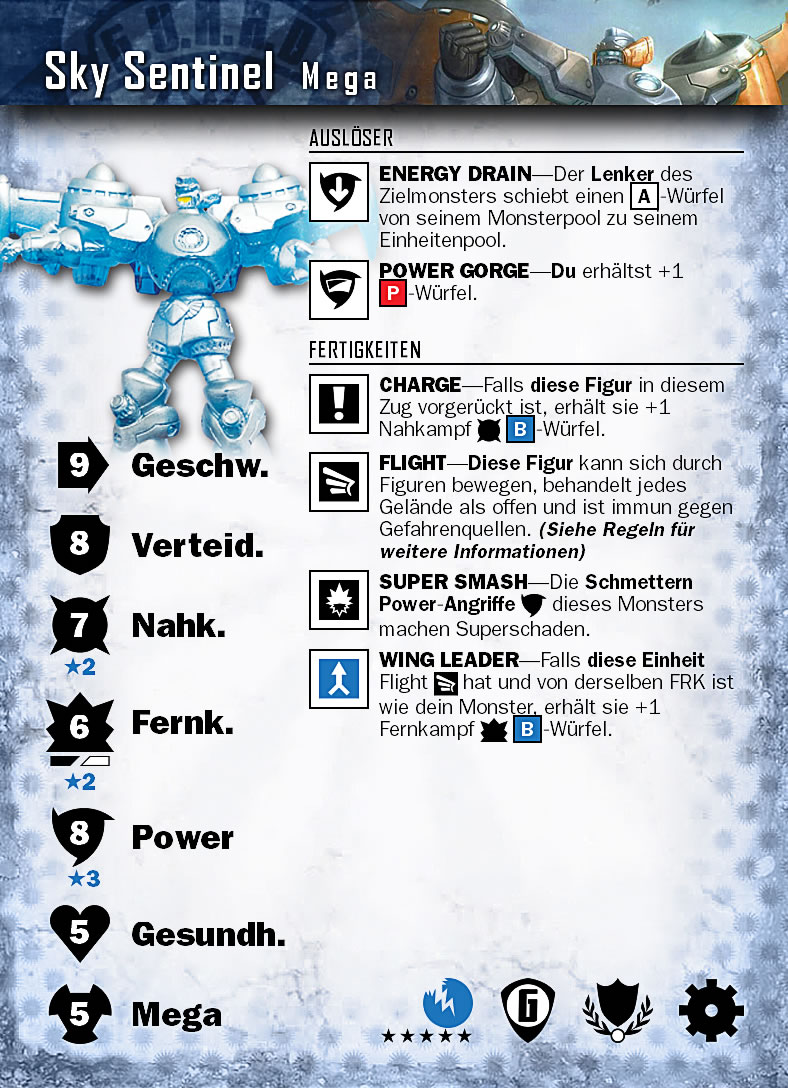 G.U.A.R.D.
Sky Sentinel Mega
AUSLÖSER
ENERGY DRAIN—Der Lenker des
Zielmonsters schiebt einen A-Würfel
von seinem Monsterpool zu seinem
Einheitenpool.
POWER GORGE—Du erhältst +1
P-Würfel.
FERTIGKEITEN
CHARGE—Falls diese Figur in diesem
Zug vorgerückt ist, erhält sie +1
Nahkampf B-Würfel.
FLIGHT—Diese Figur kann sich durch
Figuren bewegen, behandelt jedes
Gelände als offen und ist immun gegen
Gefahrenquellen. (Siehe Regeln für
weitere Informationen)
SUPER SMASH—Die Schmettern
Power-Angriffe dieses Monsters
machen Superschaden.
WING LEADER—Falls diese Einheit
Flight hat und von derselben FRK ist
wie dein Monster, erhält sie +1
Fernkampf B-Würfel.
9 Geschw.
8 Verteid.
7 Nahk.
★2
6 Fernk.
★2
8 Power
★3
5 Gesundh.
5 Mega
★★★★★
G